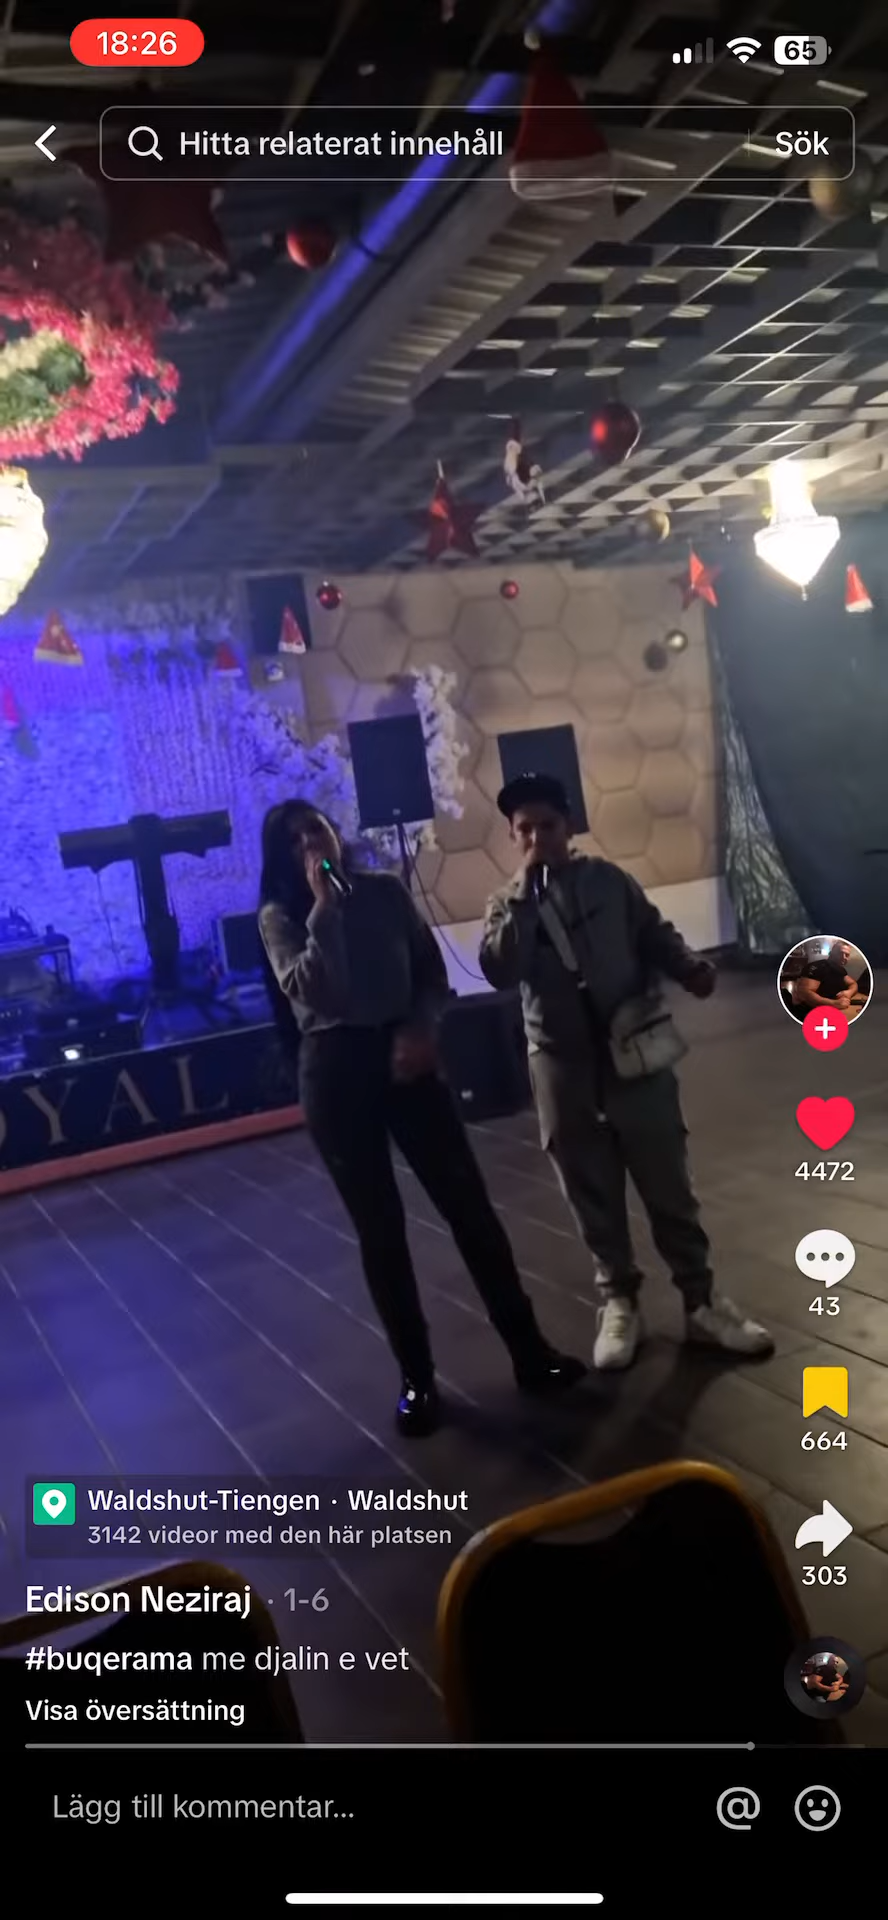 18:26
65
Hitta relaterat innehåll
Sök
OYAL
4472
43
Waldshut-Tiengen · Waldshut
3142 videor med den här platsen
664
303
Edison Neziraj · 1-6
#buqerama me djalin e vet
Visa översättning
Lägg till kommentar...
@